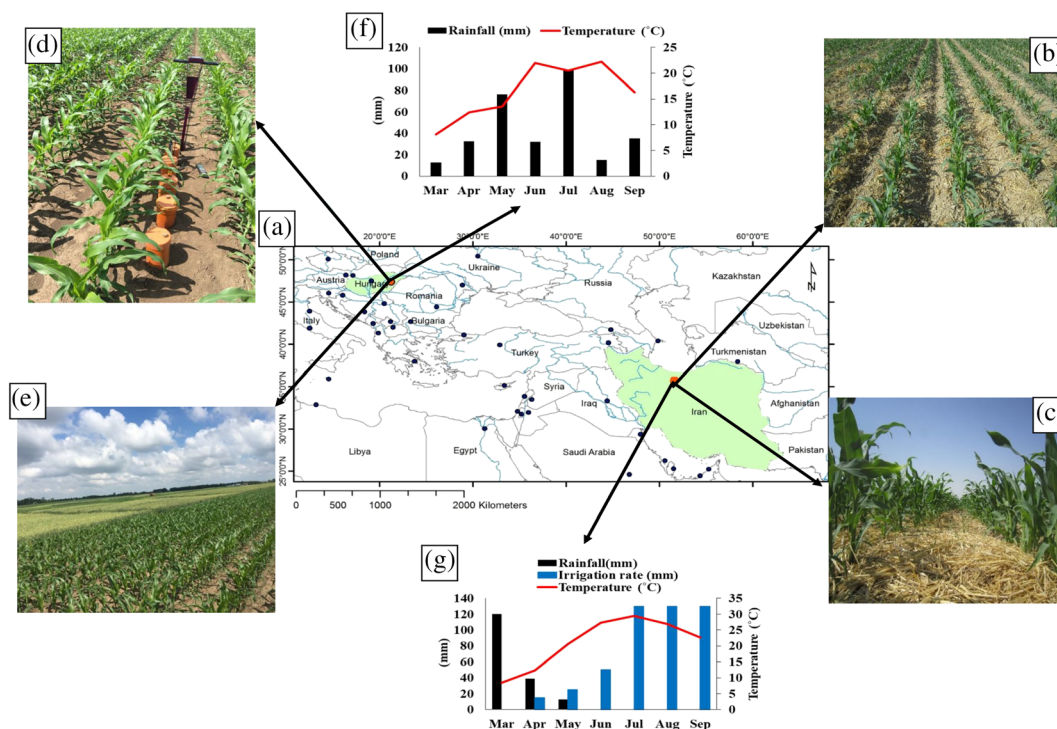 (d)
(f)
(b)
Rainfall (mm) Temperature (˚C)
120
100
80
60
40
20
0
(mm)
25
20
15
10
5
0
Temperature (˚C)
Mar Apr May Jun Jul Aug Sep
(a)
20°0'0"E 30°0'0"E 40°0'0"E 50°0'0"E 60°0'0"E
50°0'0"N
45°0'0"N
40°0'0"N
30°0'0"N
25°0'0"N
Poland
Ukraine
Austria
Hungary
Romania
Russia
Kazakhstan
Italy
Bulgaria
Uzbekistan
Turkey
Turkmenistan
Syria
Iraq
Iran
Afghanistan
Libya
Egypt
Saudi Arabia
Pakistan
N
0 500 1000 2000 Kilometers
(e)
(c)
(g)
Rainfall(mm)
Irrigation rate (mm)
Temperature (˚C)
140
120
100
80
60
40
20
0
(mm)
35
30
25
20
15
10
5
0
Temperature (˚C)
Mar Apr May Jun Jul Aug Sep